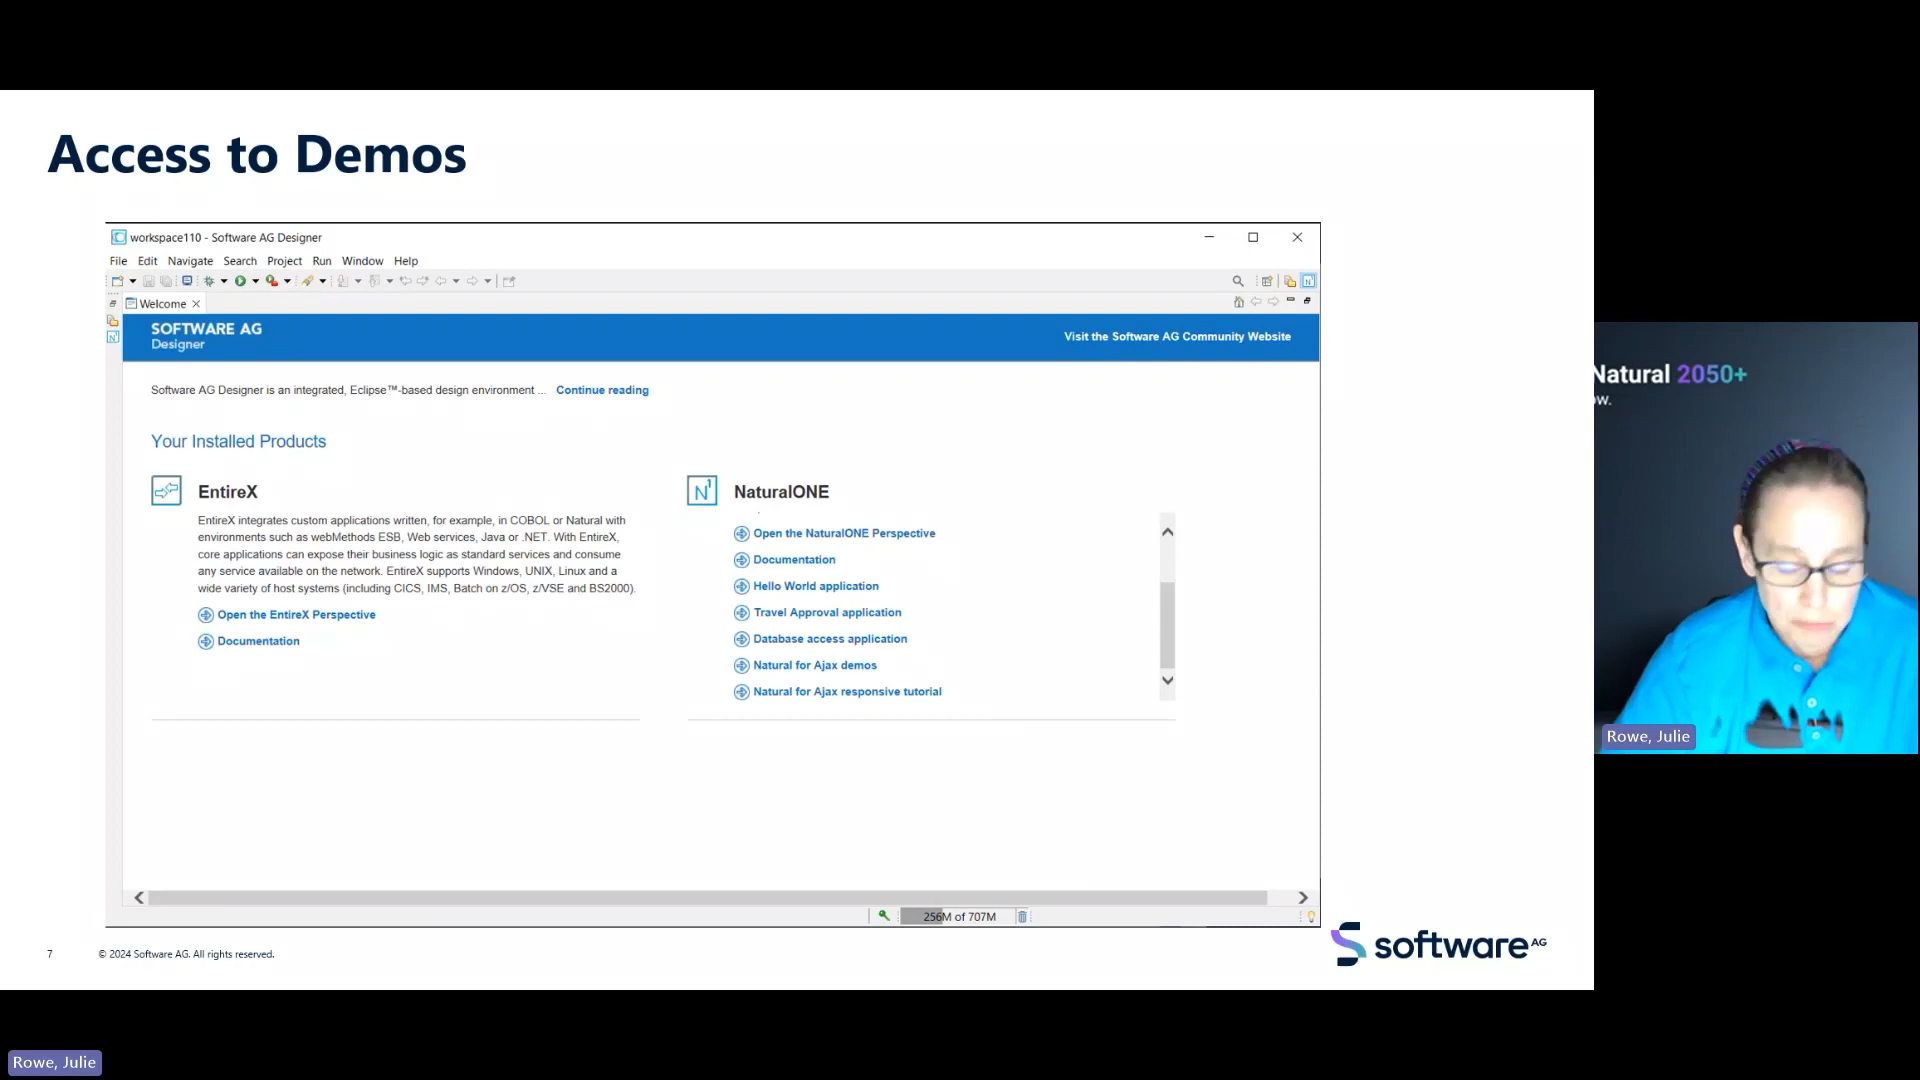 Access to Demos
workspace110 - Software AG Designer
File Edit Navigate Search Project Run Window Help
Welcome
SOFTWARE AG
Designer
Visit the Software AG Community Website
Software AG Designer is an integrated, Eclipse™-based design environment ... Continue reading
Your Installed Products
EntireX
EntireX integrates custom applications written, for example, in COBOL or Natural with
environments such as webMethods ESB, Web services, Java or .NET. With EntireX,
core applications can expose their business logic as standard services and consume
any service available on the network. EntireX supports Windows, UNIX, Linux and a
wide variety of host systems (including CICS, IMS, Batch on z/OS, z/VSE and BS2000).
Open the EntireX Perspective
Documentation
N1 NaturalONE
Open the NaturalONE Perspective
Documentation
Hello World application
Travel Approval application
Database access application
Natural for Ajax demos
Natural for Ajax responsive tutorial
256M of 707M
7
© 2024 Software AG. All rights reserved.
software AG
Natural 2050+
ow.
Rowe, Julie
Rowe, Julie